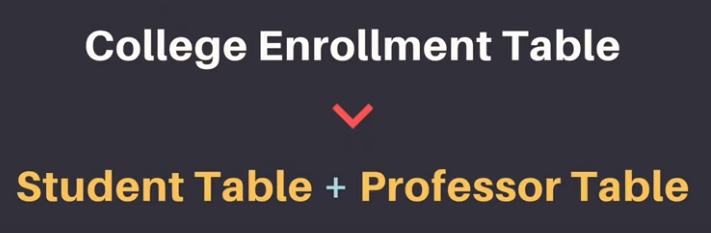 College Enrollment Table
Student Table + Professor Table